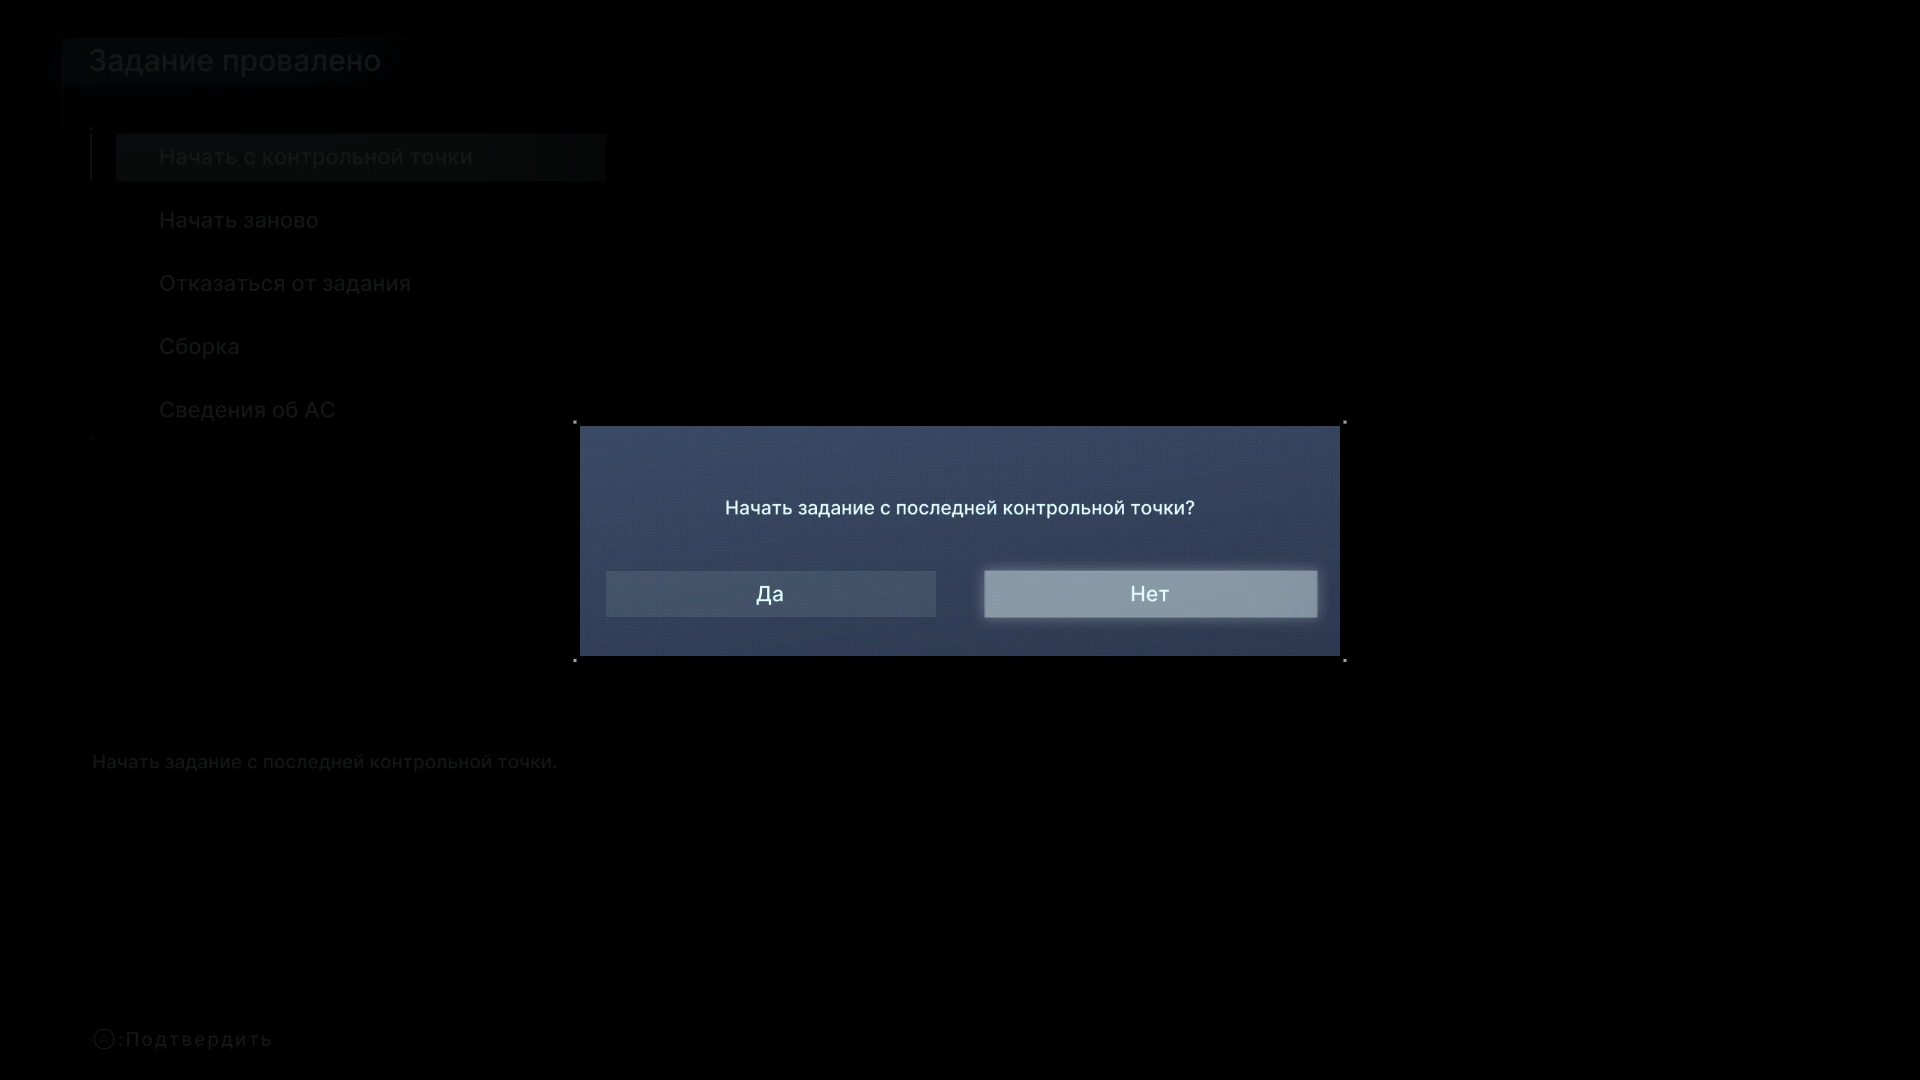 Задание провалено
Начать с контрольной точки
Начать заново
Отказаться от задания
Сборка
Сведения об АС
Начать задание с последней контрольной точки?
Да
Нет
Начать задание с последней контрольной точки.
A:Подтвердить